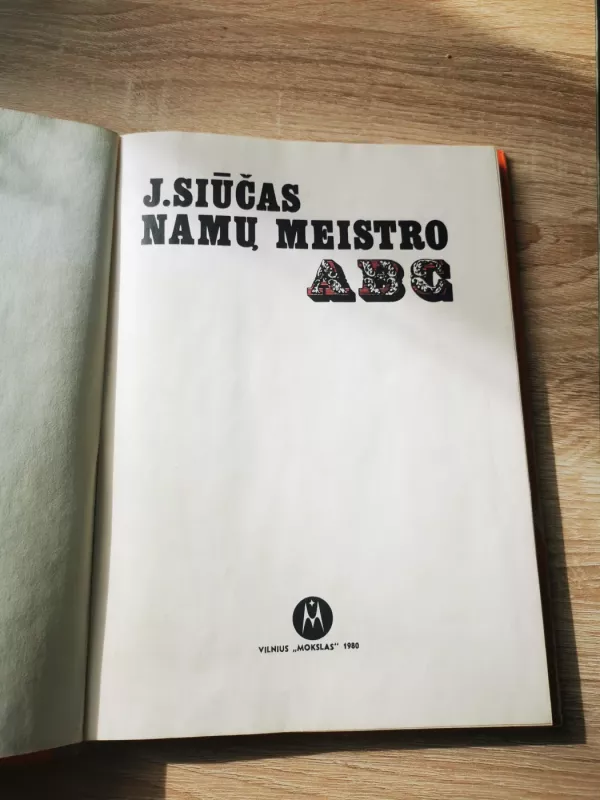 J.SIŪČAS
NAMŲ MEISTRO
ABC
VILNIUS „MOKSLAS" 1980